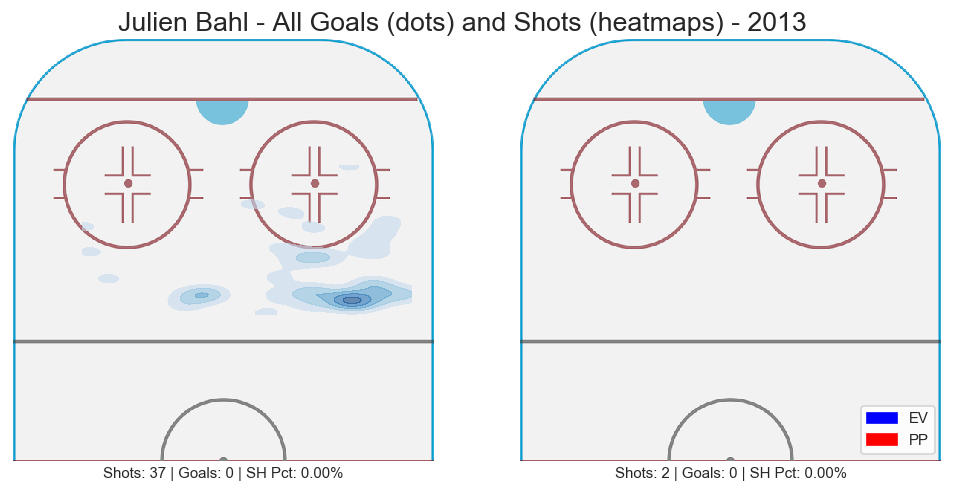 Julien Bahl - All Goals (dots) and Shots (heatmaps) - 2013
EV
PP
Shots: 37 | Goals: 0 | SH Pct: 0.00%
Shots: 2 | Goals: 0 | SH Pct: 0.00%